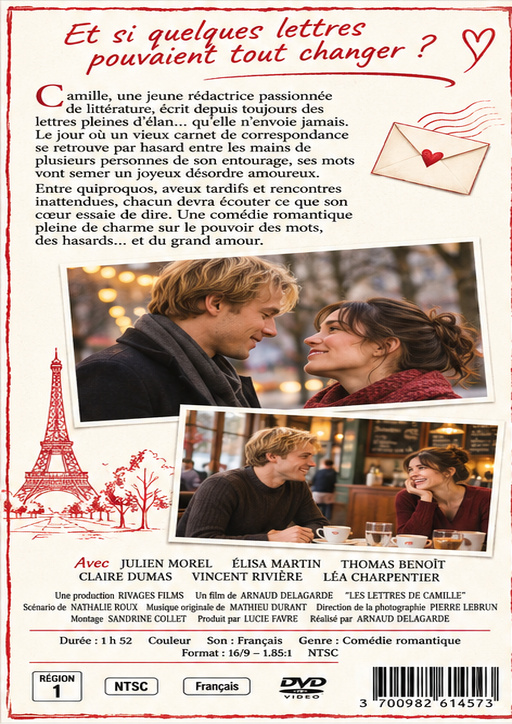 Et si quelques lettres
pouvaient tout changer ?
Camille, une jeune rédactrice passionnée
de littérature, écrit depuis toujours des
lettres pleines d'élan... qu'elle n'envoie jamais.
Le jour où un vieux carnet de correspondance
se retrouve par hasard entre les mains de
plusieurs personnes de son entourage, ses mots
vont semer un joyeux désordre amoureux.
Entre quiproquos, aveux tardifs et rencontres
inattendues, chacun devra écouter ce que son
cœur essaie de dire. Une comédie romantique
pleine de charme sur le pouvoir des mots,
des hasards... et du grand amour.
Avec JULIEN MOREL ÉLISA MARTIN THOMAS BENOÎT
CLAIRE DUMAS VINCENT RIVIÈRE LÉA CHARPENTIER
Une production RIVAGES FILMS Un film de ARNAUD DELAGARDE "LES LETTRES DE CAMILLE"
Scénario de NATHALIE ROUX Musique originale de MATHIEU DURANT Direction de la photographie PIERRE LEBRUN
Montage SANDRINE COLLET Produit par LUCIE FAVRE Réalisé par ARNAUD DELAGARDE
Durée : 1 h 52 Couleur Son : Français Genre : Comédie romantique
Format : 16/9 – 1.85:1 NTSC
RÉGION
1
NTSC
Français
DVD
VIDEO
3 700982 614573